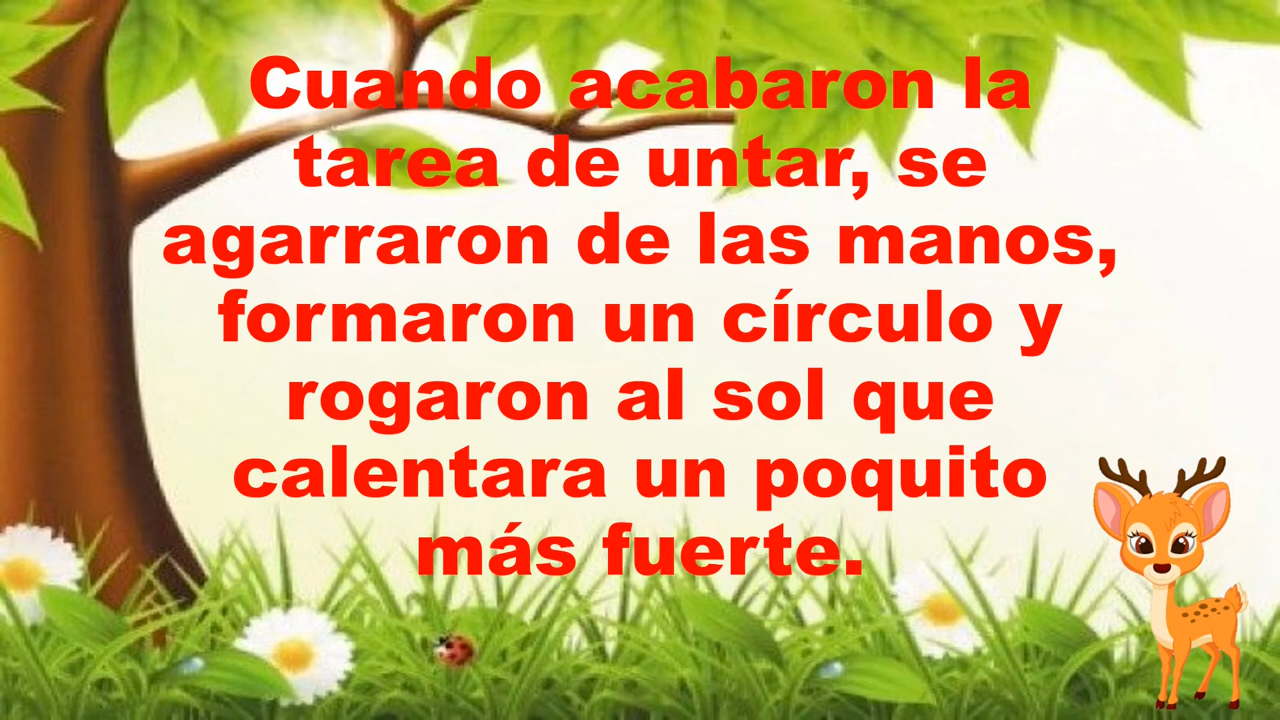 Cuando acabaron la
tarea de untar, se
agarraron de las manos,
formaron un círculo y
rogaron al sol que
calentara un poquito
más fuerte.